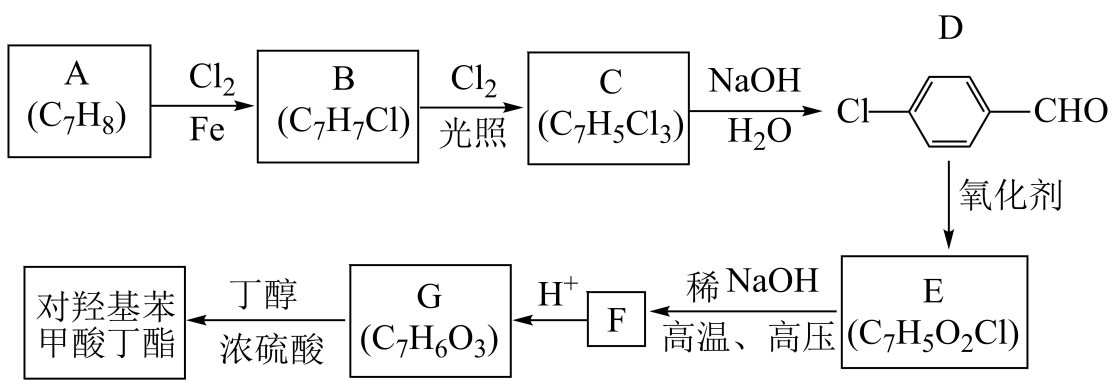 A
(C₇H₈)
Cl₂
Fe
B
(C₇H₇Cl)
Cl₂
光照
C
(C₇H₅Cl₃)
NaOH
H₂O
D
Cl
CHO
氧化剂
E
(C₇H₅O₂Cl)
稀 NaOH
高温、高压
F
H⁺
G
(C₇H₆O₃)
丁醇
浓硫酸
对羟基苯
甲酸丁酯